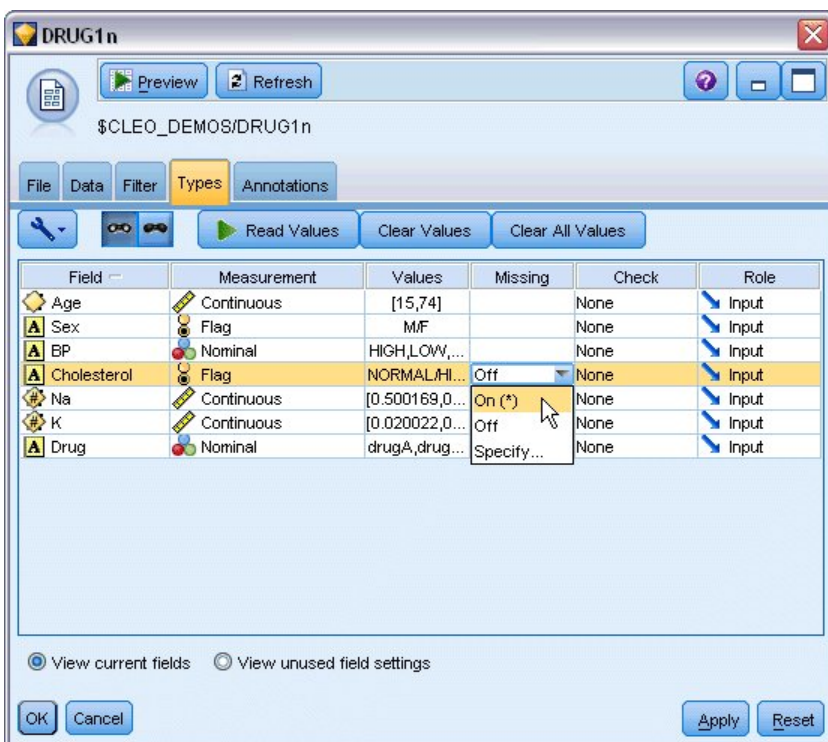 DRUG1n
Preview Refresh
$CLEO_DEMOS/DRUG1n
File Data Filter Types Annotations
Read Values Clear Values Clear All Values
Field Measurement Values Missing Check Role
Age Continuous [15,74] None Input
A Sex Flag M/F None Input
A BP Nominal HIGH,LOW,... None Input
A Cholesterol Flag NORMAL/HI... Off None Input
# Na Continuous [0.500169,0... On (*) None Input
# K Continuous [0.020022,0... Off None Input
A Drug Nominal drugA,drug... Specify... None Input
View current fields View unused field settings
OK Cancel Apply Reset